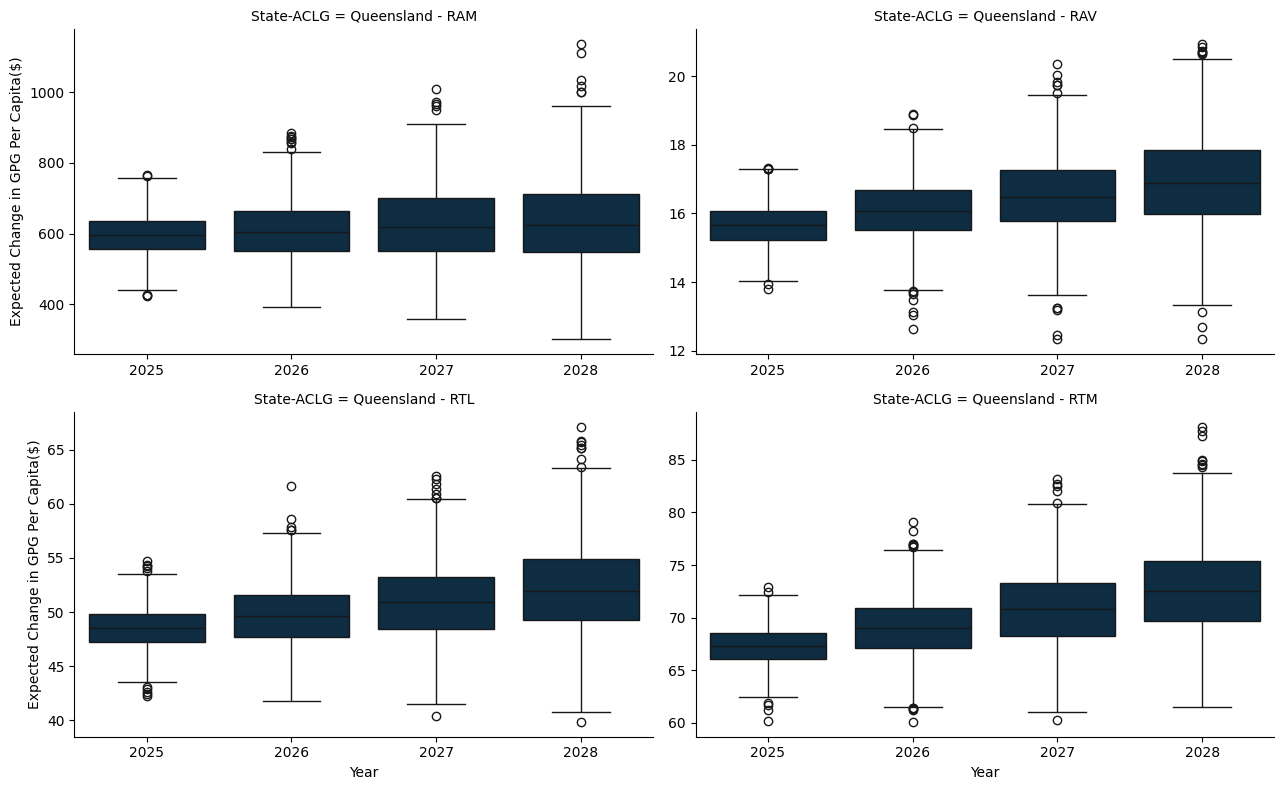 State-ACLG = Queensland - RAM
Expected Change in GPG Per Capita($)
1000
800
600
400
2025 2026 2027 2028
State-ACLG = Queensland - RAV
20
18
16
14
12
2025 2026 2027 2028
State-ACLG = Queensland - RTL
Expected Change in GPG Per Capita($)
65
60
55
50
45
40
2025 2026 2027 2028
Year
State-ACLG = Queensland - RTM
85
80
75
70
65
60
2025 2026 2027 2028
Year